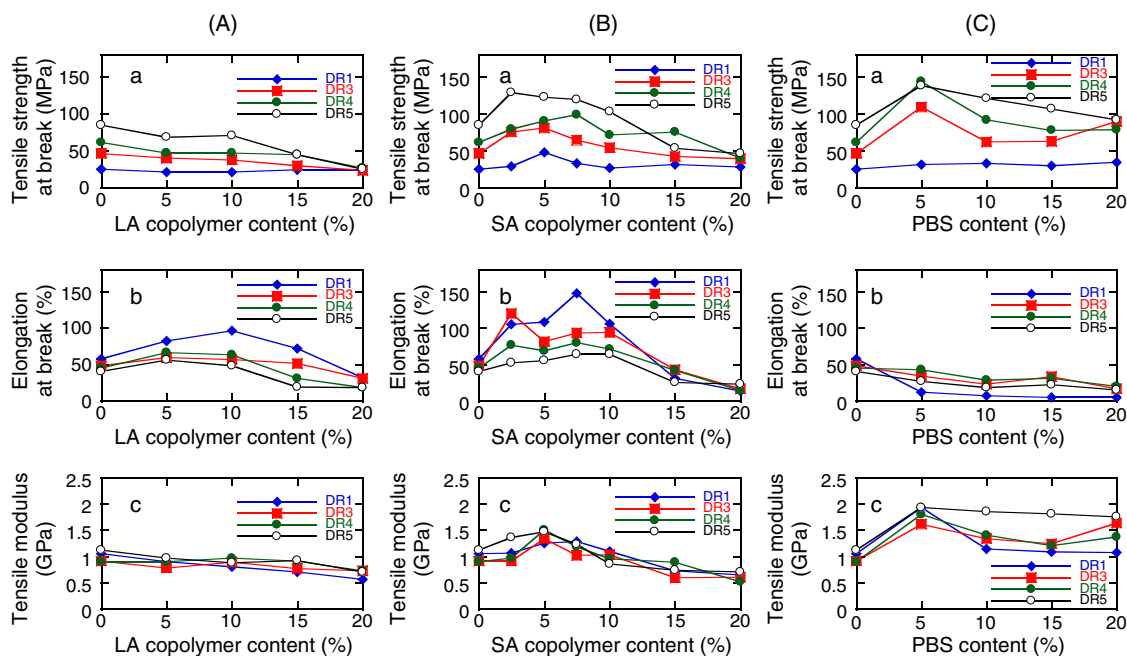 (A)
(B)
(C)
Tensile strength
at break (MPa)
150
100
50
0
a
DR1
DR3
DR4
DR5
0 5 10 15 20
LA copolymer content (%)
Tensile strength
at break (MPa)
150
100
50
0
a
DR1
DR3
DR4
DR5
0 5 10 15 20
SA copolymer content (%)
Tensile strength
at break (MPa)
150
100
50
0
a
DR1
DR3
DR4
DR5
0 5 10 15 20
PBS content (%)
Elongation
at break (%)
150
100
50
0
b
DR1
DR3
DR4
DR5
0 5 10 15 20
LA copolymer content (%)
Elongation
at break (%)
150
100
50
0
b
DR1
DR3
DR4
DR5
0 5 10 15 20
SA copolymer content (%)
Elongation
at break (%)
150
100
50
0
b
DR1
DR3
DR4
DR5
0 5 10 15 20
PBS content (%)
Tensile modulus
(GPa)
2.5
2
1.5
1
0.5
0
c
DR1
DR3
DR4
DR5
0 5 10 15 20
LA copolymer content (%)
Tensile modulus
(GPa)
2.5
2
1.5
1
0.5
0
c
DR1
DR3
DR4
DR5
0 5 10 15 20
SA copolymer content (%)
Tensile modulus
(GPa)
2.5
2
1.5
1
0.5
0
c
DR1
DR3
DR4
DR5
0 5 10 15 20
PBS content (%)